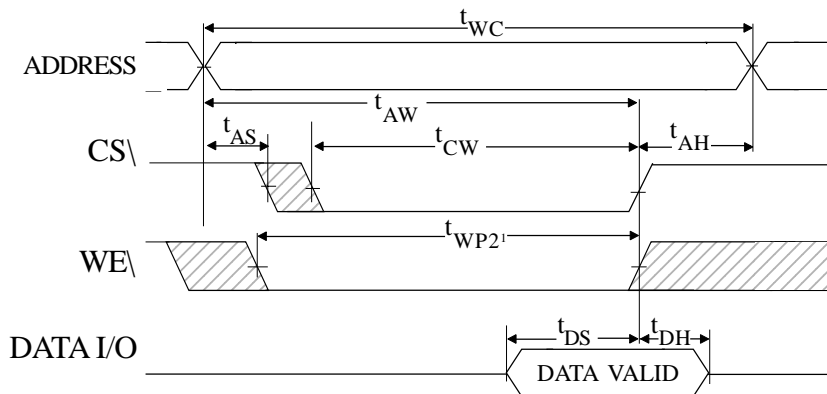 tWC
ADDRESS
tAW
tAS
tCW
tAH
CS\
tWP2¹
WE\
tDS
tDH
DATA I/O
DATA VALID